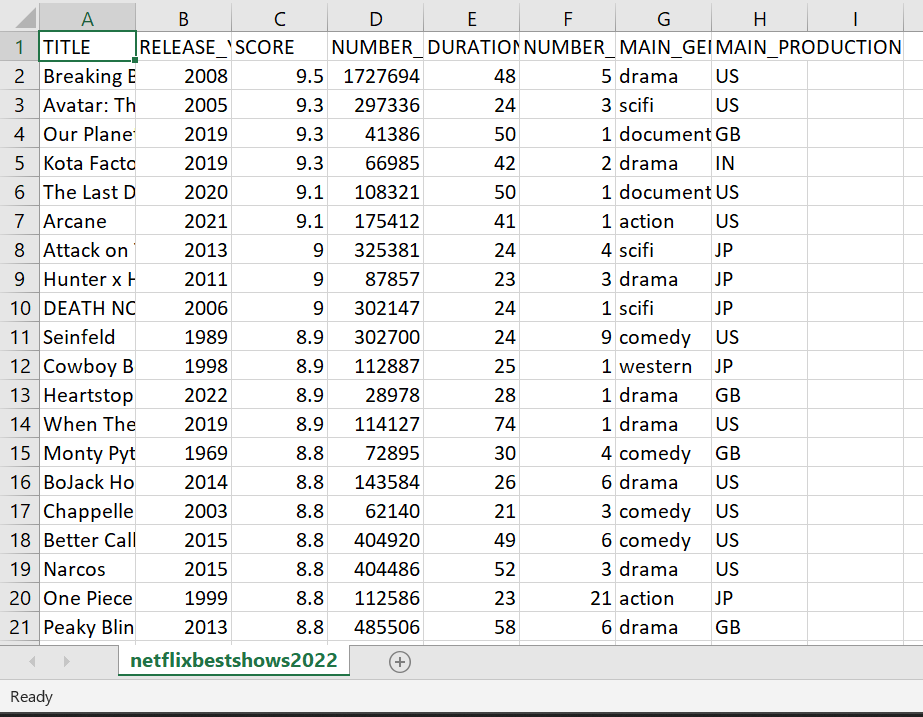 A B C D E F G H I
1 TITLE RELEASE_Y SCORE NUMBER_ DURATION NUMBER_ MAIN_GEI MAIN_PRODUCTION
2 Breaking B 2008 9.5 1727694 48 5 drama US
3 Avatar: Th 2005 9.3 297336 24 3 scifi US
4 Our Planet 2019 9.3 41386 50 1 document GB
5 Kota Facto 2019 9.3 66985 42 2 drama IN
6 The Last D 2020 9.1 108321 50 1 document US
7 Arcane 2021 9.1 175412 41 1 action US
8 Attack on 2013 9 325381 24 4 scifi JP
9 Hunter x H 2011 9 87857 23 3 drama JP
10 DEATH NO 2006 9 302147 24 1 scifi JP
11 Seinfeld 1989 8.9 302700 24 9 comedy US
12 Cowboy B 1998 8.9 112887 25 1 western JP
13 Heartstop 2022 8.9 28978 28 1 drama GB
14 When The 2019 8.9 114127 74 1 drama US
15 Monty Pyt 1969 8.8 72895 30 4 comedy GB
16 BoJack Ho 2014 8.8 143584 26 6 drama US
17 Chappelle 2003 8.8 62140 21 3 comedy US
18 Better Call 2015 8.8 404920 49 6 comedy US
19 Narcos 2015 8.8 404486 52 3 drama US
20 One Piece 1999 8.8 112586 23 21 action JP
21 Peaky Blin 2013 8.8 485506 58 6 drama GB
netflixbestshows2022
Ready